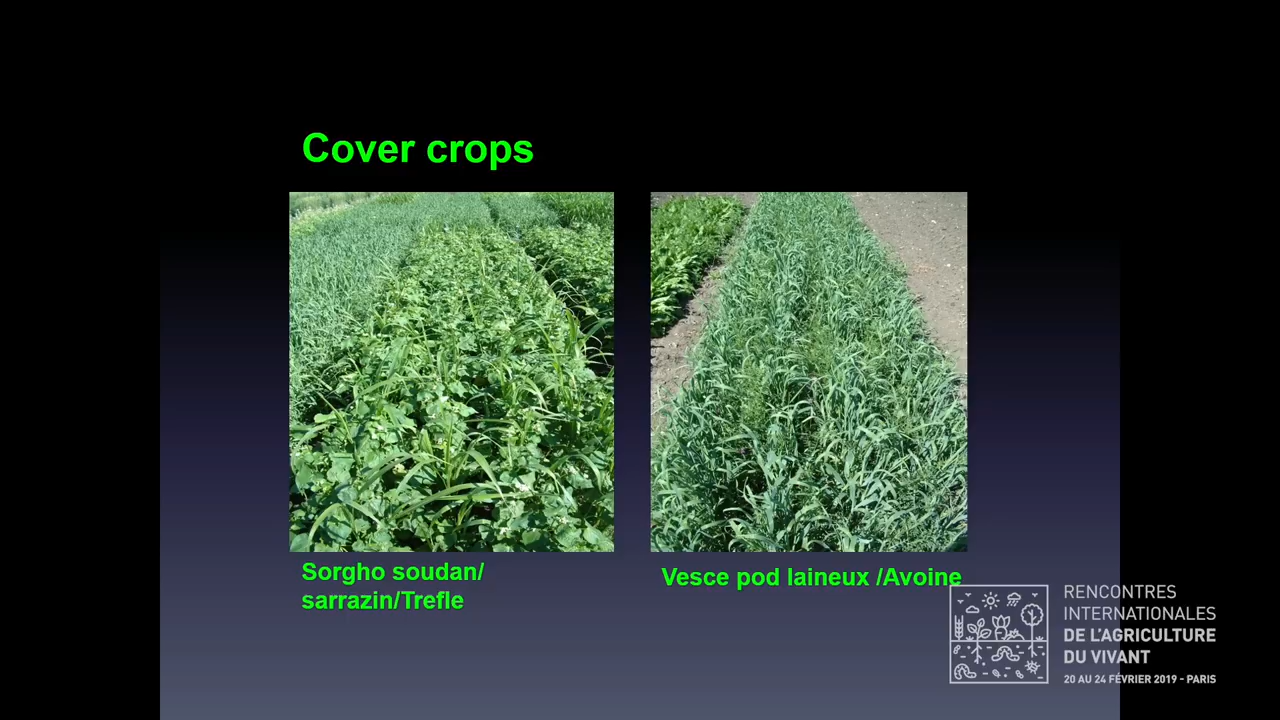 Cover crops
Sorgho soudan/
sarrazin/Trefle
Vesce pod laineux /Avoine
RENCONTRES
INTERNATIONALES
DE L'AGRICULTURE
DU VIVANT
20 AU 24 FÉVRIER 2019 - PARIS